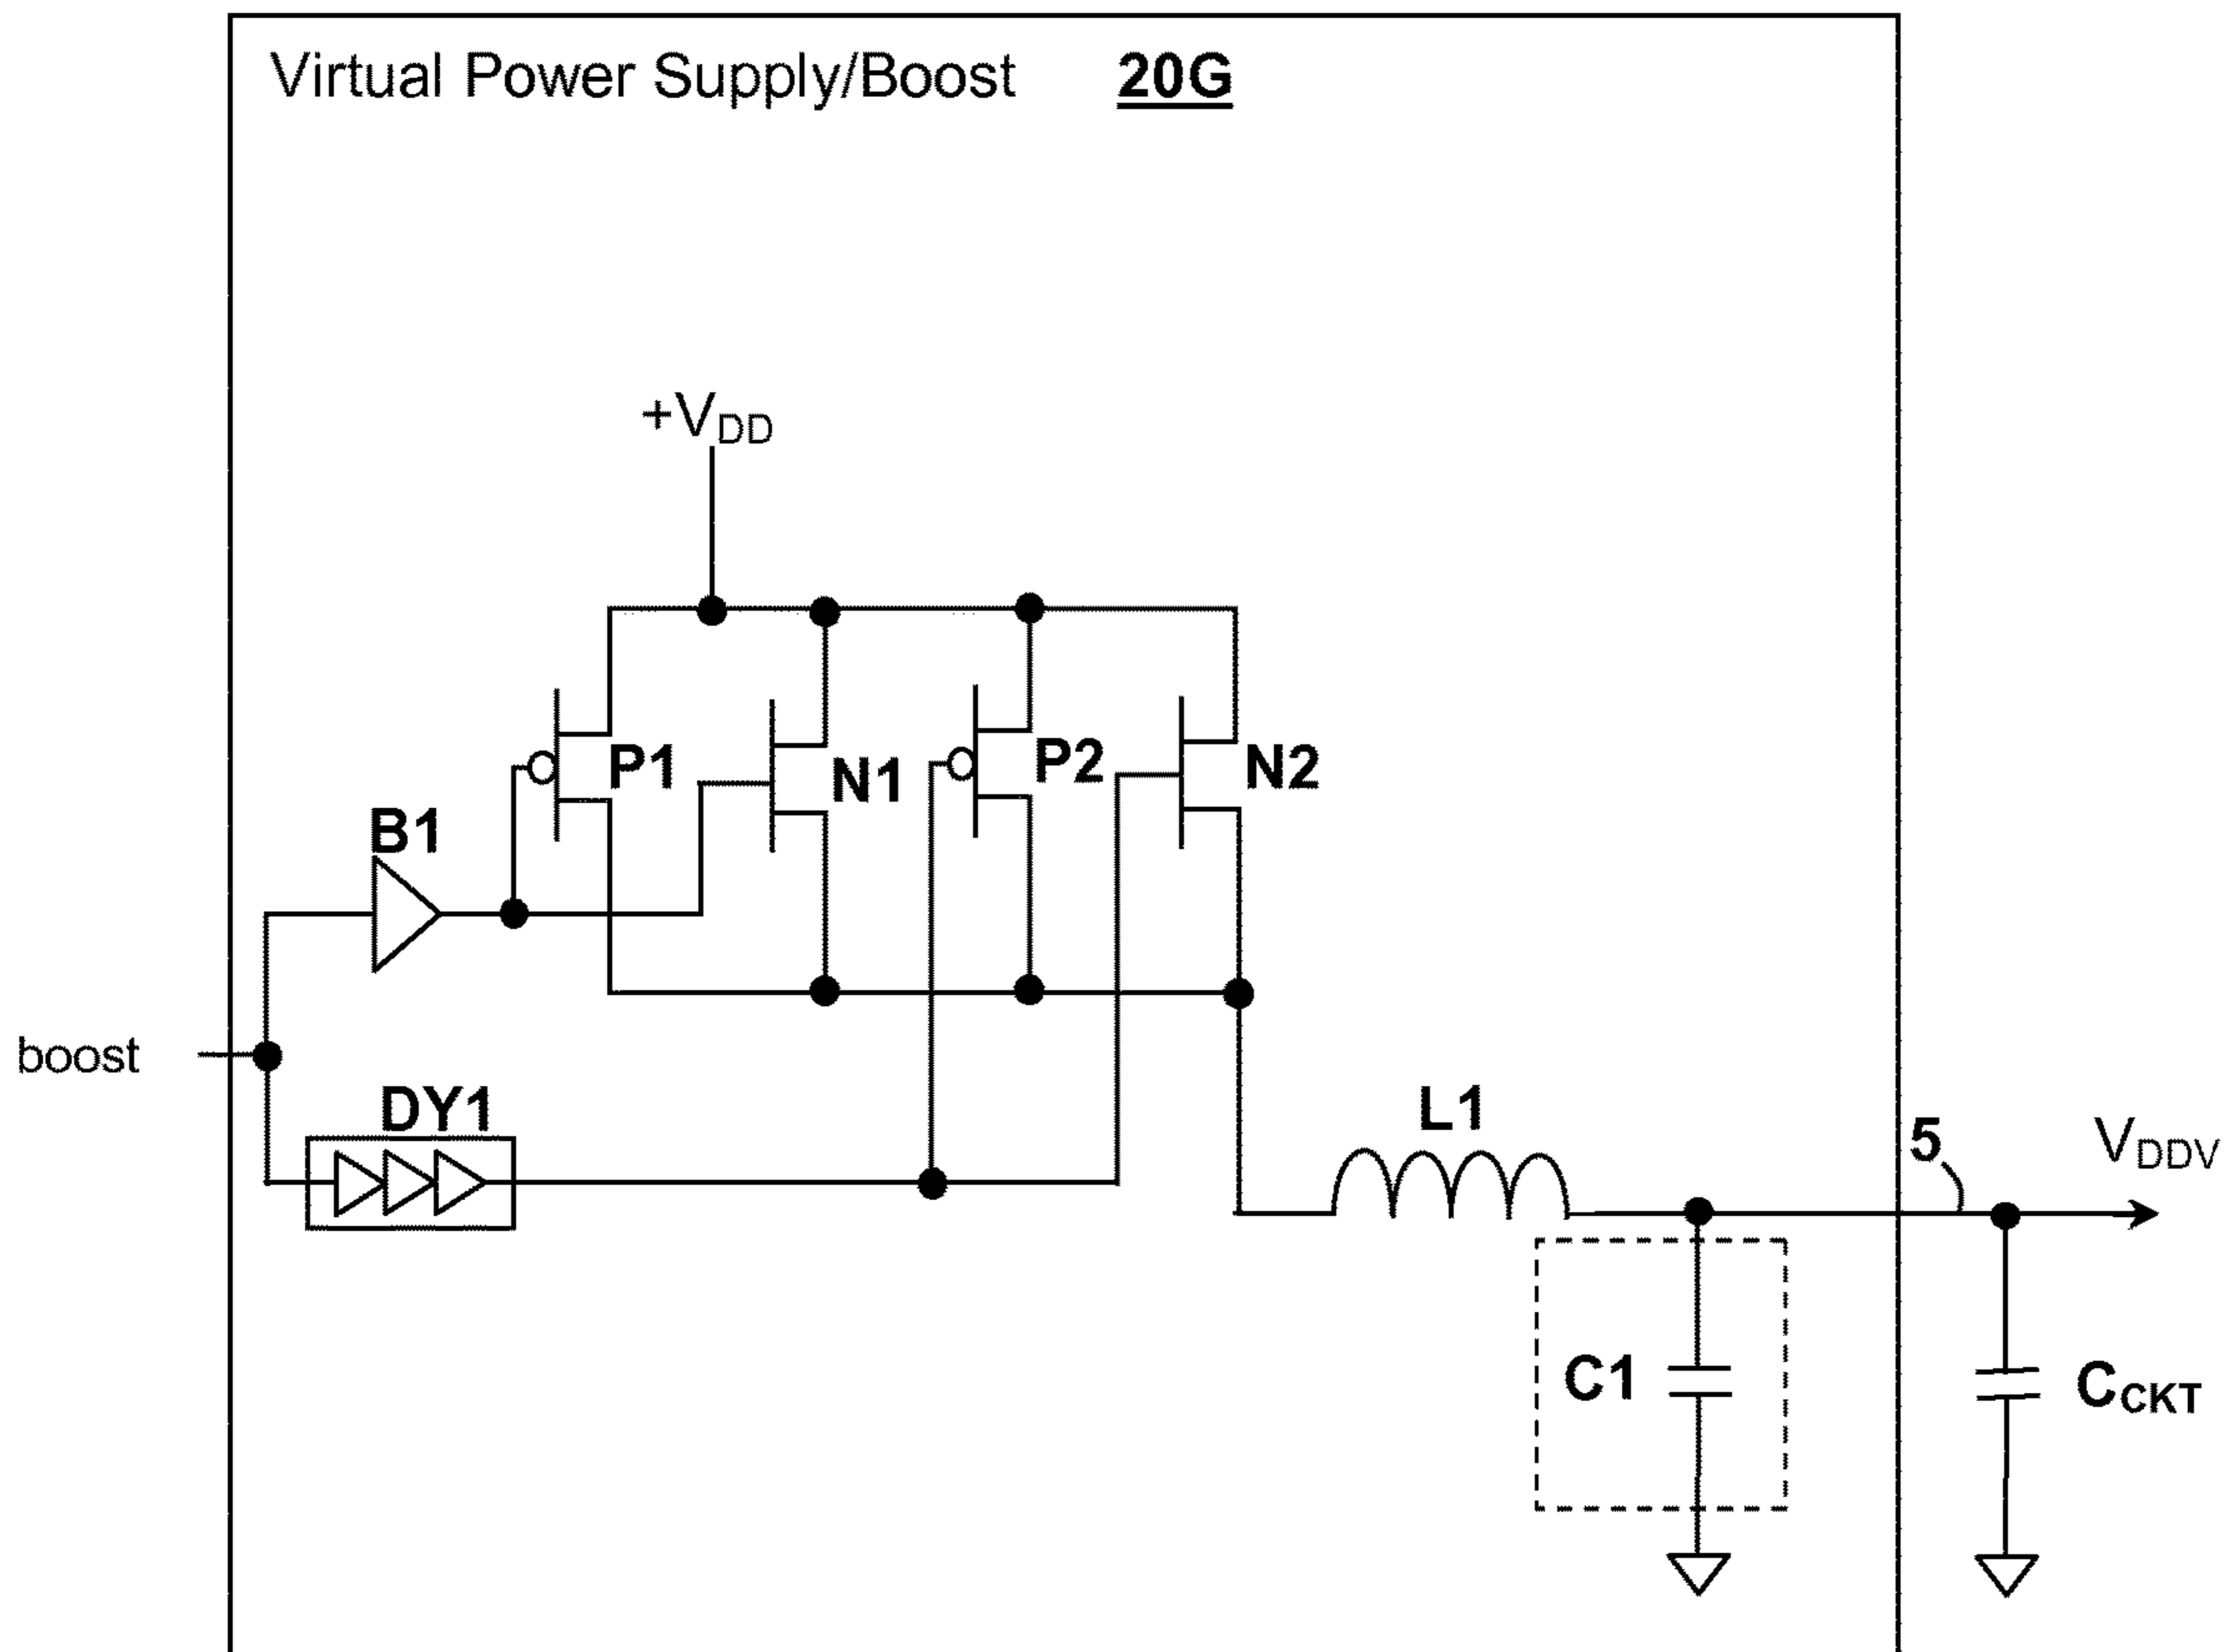 Virtual Power Supply/Boost 20G
+VDD
P1
N1
P2
N2
B1
boost
DY1
L1
5
VDDV
C1
CCKT